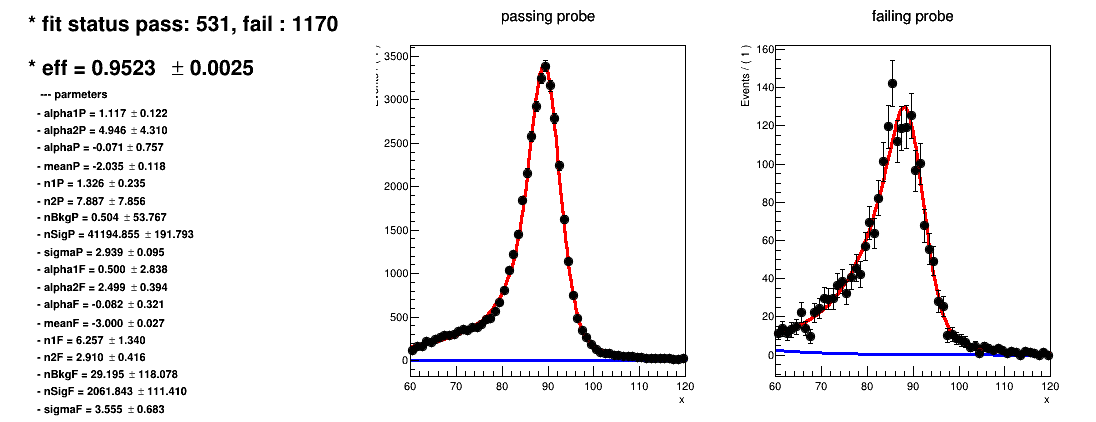 * fit status pass: 531, fail : 1170
* eff = 0.9523 ± 0.0025
--- parmeters
- alpha1P = 1.117 ± 0.122
- alpha2P = 4.946 ± 4.310
- alphaP = -0.071 ± 0.757
- meanP = -2.035 ± 0.118
- n1P = 1.326 ± 0.235
- n2P = 7.887 ± 7.856
- nBkgP = 0.504 ± 53.767
- nSigP = 41194.855 ± 191.793
- sigmaP = 2.939 ± 0.095
- alpha1F = 0.500 ± 2.838
- alpha2F = 2.499 ± 0.394
- alphaF = -0.082 ± 0.321
- meanF = -3.000 ± 0.027
- n1F = 6.257 ± 1.340
- n2F = 2.910 ± 0.416
- nBkgF = 29.195 ± 118.078
- nSigF = 2061.843 ± 111.410
- sigmaF = 3.555 ± 0.683
passing probe
3500
3000
2500
2000
1500
1000
500
0
60 70 80 90 100 110 120
x
failing probe
Events / ( 1 )
160
140
120
100
80
60
40
20
0
60 70 80 90 100 110 120
x